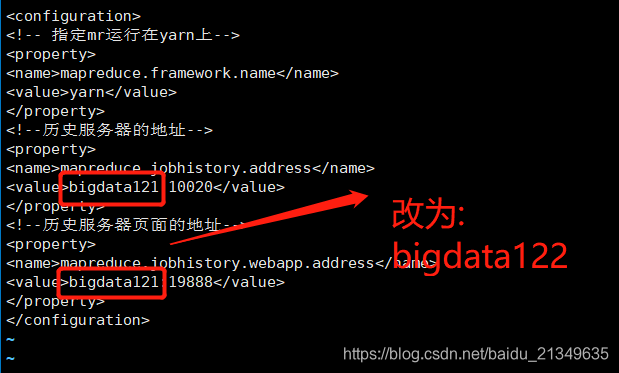 <configuration>
<!-- 指定mr运行在yarn上-->
<property>
<name>mapreduce.framework.name</name>
<value>yarn</value>
</property>
<!--历史服务器的地址-->
<property>
<name>mapreduce.jobhistory.address</name>
<value>bigdata121:10020</value>
</property>
<!--历史服务器页面的地址-->
<property>
<name>mapreduce.jobhistory.webapp.address</name>
<value>bigdata121:19888</value>
</property>
</configuration>
~
~
改为:
bigdata122
https://blog.csdn.net/baidu_21349635